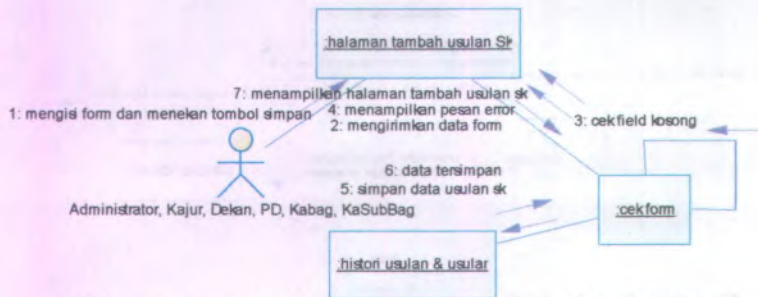 :halaman tambah usulan SK
7: menampilkan halaman tambah usulan sk
1: mengisi form dan menekan tombol simpan
4: menampilkan pesan error
2: mengirimkan data form
3: cekfield kosong
6: data tersimpan
5: simpan data usulan sk
Administrator, Kajur, Dekan, PD, Kabag, KaSubBag
:cekform
:histori usulan & usular